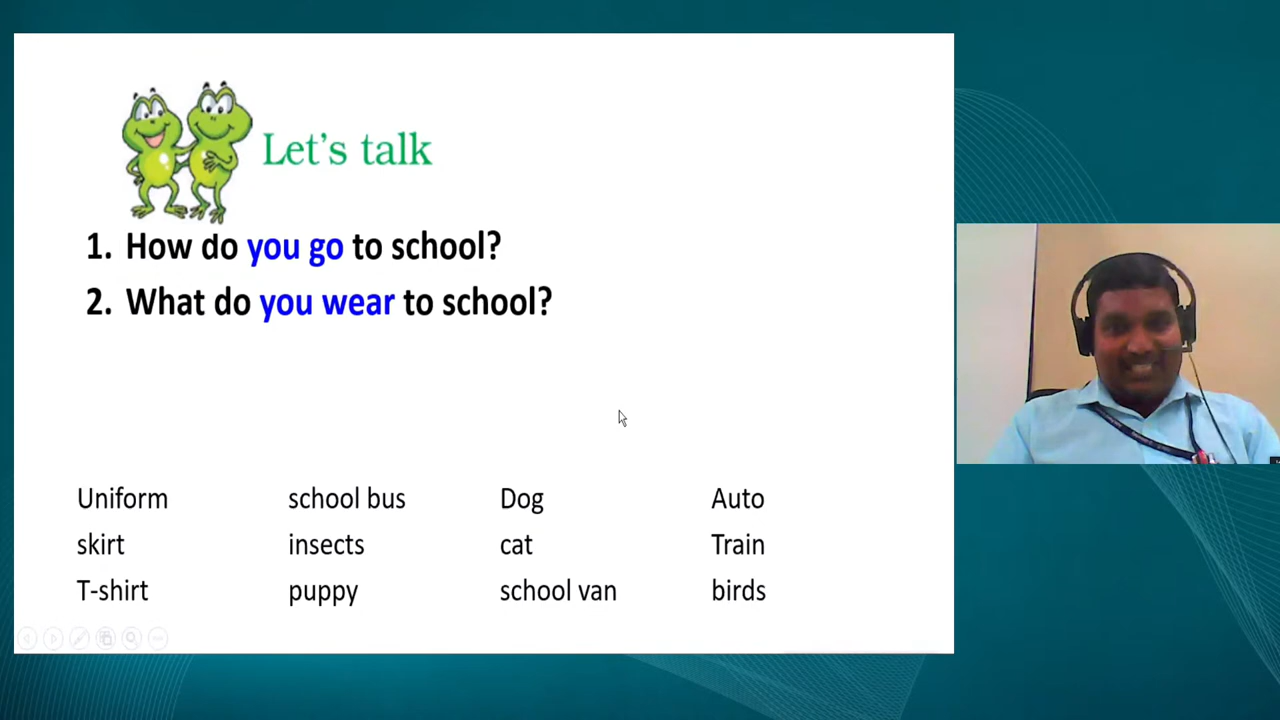 Let's talk
1. How do you go to school?
2. What do you wear to school?
Uniform school bus Dog Auto
skirt insects cat Train
T-shirt puppy school van birds